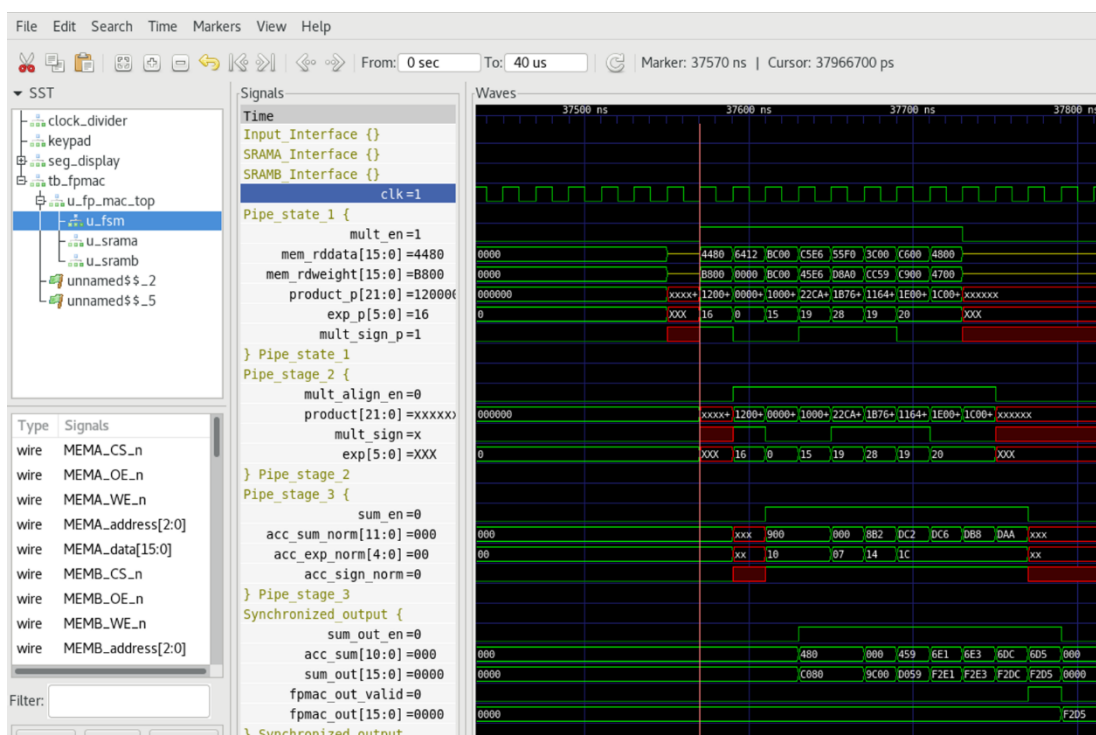 File Edit Search Time Markers View Help
From: 0 sec To: 40 us Marker: 37570 ns | Cursor: 37966700 ps
SST
clock_divider
keypad
seg_display
tb_fpmac
u_fp_mac_top
u_fsm
u_srama
u_sramb
unnamed$$_2
unnamed$$_5
Type Signals
wire MEMA_CS_n
wire MEMA_OE_n
wire MEMA_WE_n
wire MEMA_address[2:0]
wire MEMA_data[15:0]
wire MEMB_CS_n
wire MEMB_OE_n
wire MEMB_WE_n
wire MEMB_address[2:0]
Filter:
Signals
Time
Input_Interface {}
SRAMA_Interface {}
SRAMB_Interface {}
clk=1
Pipe_state_1 {
mult_en=1
mem_rddata[15:0]=4480
mem_rdweight[15:0]=B800
product_p[21:0]=120000
exp_p[5:0]=16
mult_sign_p=1
} Pipe_state_1
Pipe_stage_2 {
mult_align_en=0
product[21:0]=xxxxxx
mult_sign=x
exp[5:0]=XXX
} Pipe_stage_2
Pipe_stage_3 {
sum_en=0
acc_sum_norm[11:0]=000
acc_exp_norm[4:0]=00
acc_sign_norm=0
} Pipe_stage_3
Synchronized_output {
sum_out_en=0
acc_sum[10:0]=000
sum_out[15:0]=0000
fpmac_out_valid=0
fpmac_out[15:0]=0000
} Synchronized_output
Waves
37500 ns 37600 ns 37700 ns 37800 ns
0000 4480 6412 BC00 C5E6 55F0 3C00 C600 4800
0000 B800 0000 BC00 45E6 D8A0 CC59 C900 4700
000000 xxxx+ 1200+ 0000+ 1000+ 22CA+ 1B76+ 1164+ 1E00+ 1C00+ xxxxxx
0 XXX 16 0 15 19 28 19 20 XXX
000000 xxxx+ 1200+ 0000+ 1000+ 22CA+ 1B76+ 1164+ 1E00+ 1C00+ xxxxxx
0 XXX 16 0 15 19 28 19 20 XXX
000 xxx 900 000 8B2 DC2 DC6 DB8 DAA xxx
00 xx 10 07 14 1C xx
000 480 000 459 6E1 6E3 6DC 6D5 000
0000 C080 9C00 D059 F2E1 F2E3 F2DC F2D5 0000
0000 F2D5